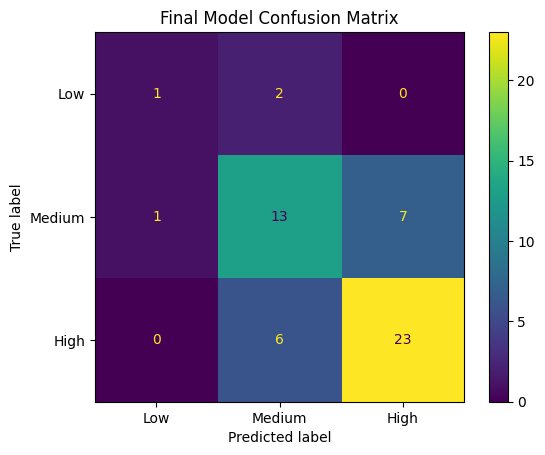 Final Model Confusion Matrix
True label
Low
1
2
0
Medium
1
13
7
High
0
6
23
Low
Medium
High
Predicted label
20
15
10
5
0